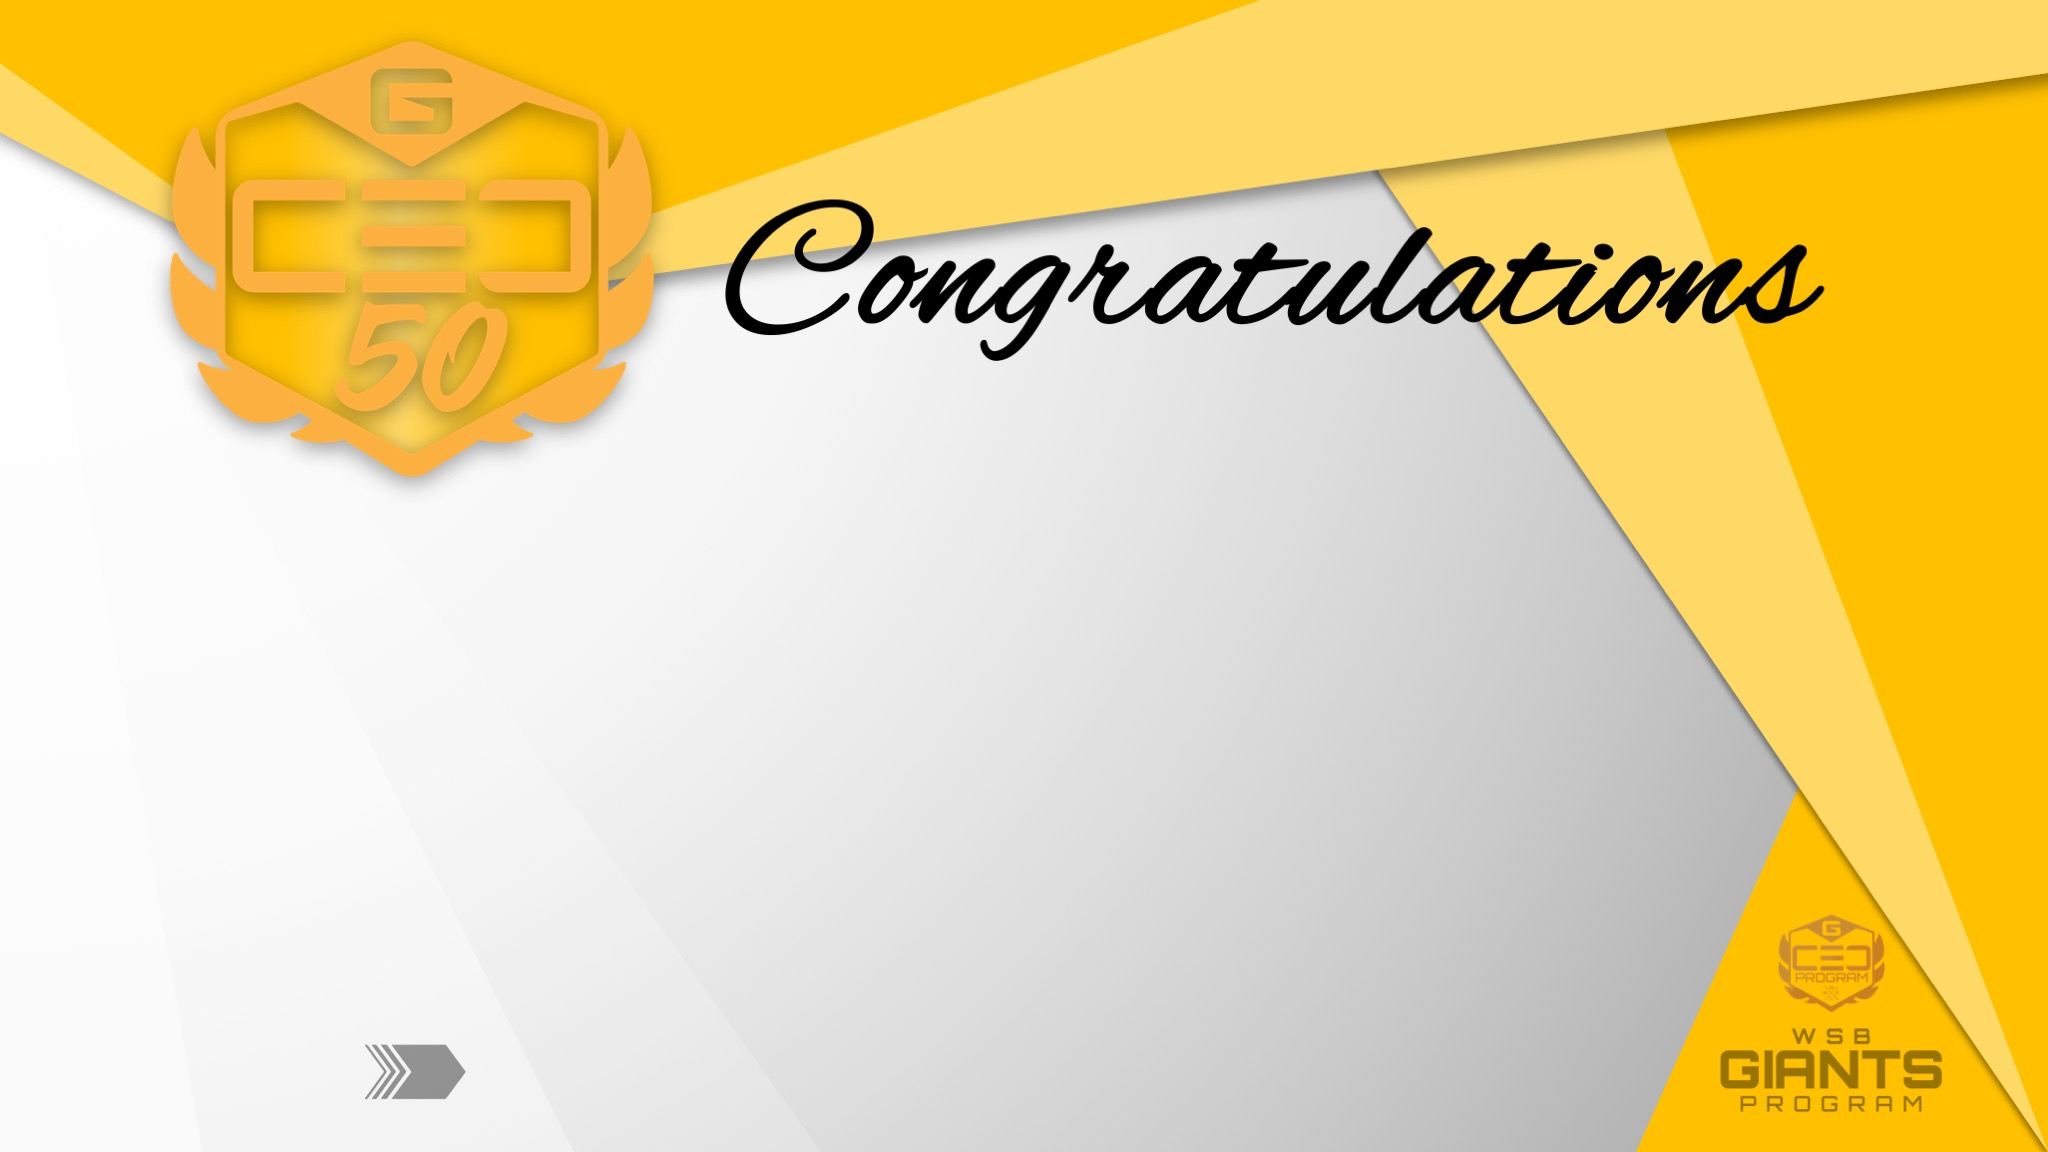 G
CEO
50
Congratulations
G
CEO
PROGRAM
WSB
GIANTS
PROGRAM